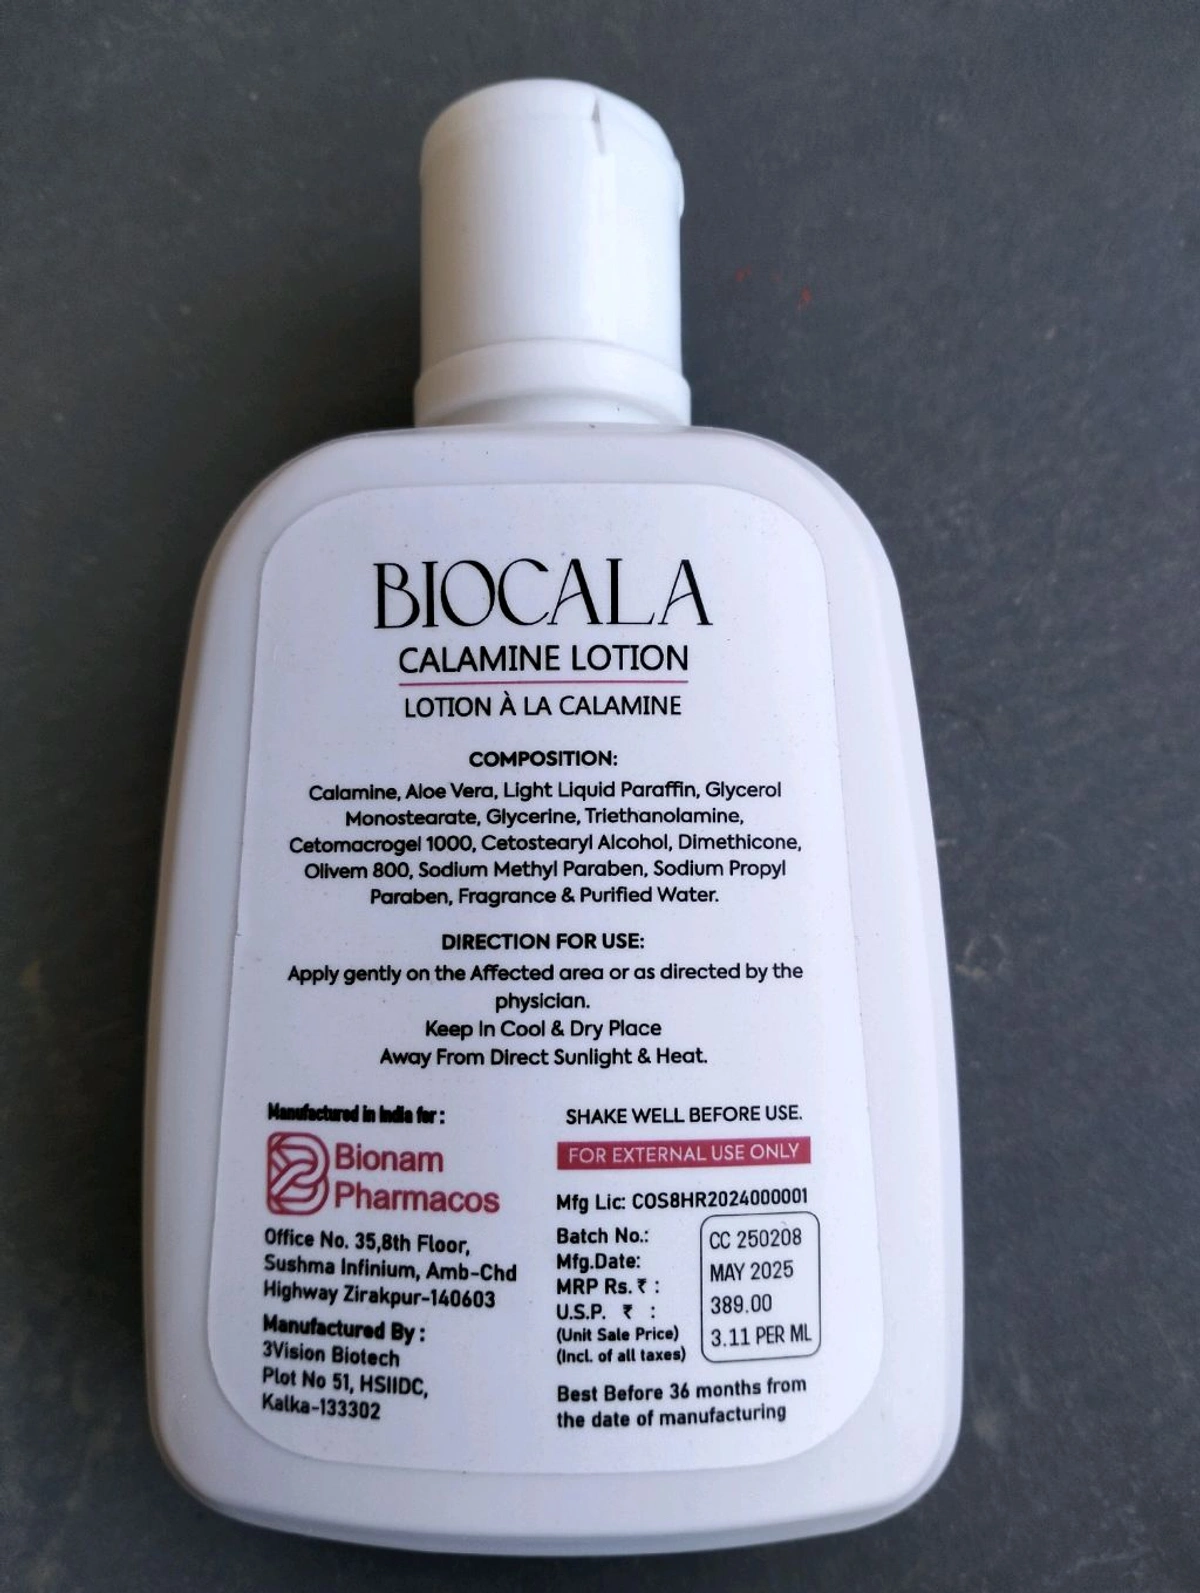 BIOCALA
CALAMINE LOTION
LOTION À LA CALAMINE
COMPOSITION:
Calamine, Aloe Vera, Light Liquid Paraffin, Glycerol
Monostearate, Glycerine, Triethanolamine,
Cetomacrogel 1000, Cetostearyl Alcohol, Dimethicone,
Olivem 800, Sodium Methyl Paraben, Sodium Propyl
Paraben, Fragrance & Purified Water.
DIRECTION FOR USE:
Apply gently on the Affected area or as directed by the
physician.
Keep In Cool & Dry Place
Away From Direct Sunlight & Heat.
Manufactured in India for :
Bionam
Pharmacos
Office No. 35,8th Floor,
Sushma Infinium, Amb-Chd
Highway Zirakpur-140603
Manufactured By :
3Vision Biotech
Plot No 51, HSIIDC,
Kalka-133302
SHAKE WELL BEFORE USE.
FOR EXTERNAL USE ONLY
Mfg Lic: COS8HR2024000001
Batch No.: CC 250208
Mfg.Date: MAY 2025
MRP Rs. ₹ : 389.00
U.S.P. ₹ : 3.11 PER ML
(Unit Sale Price)
(Incl. of all taxes)
Best Before 36 months from
the date of manufacturing